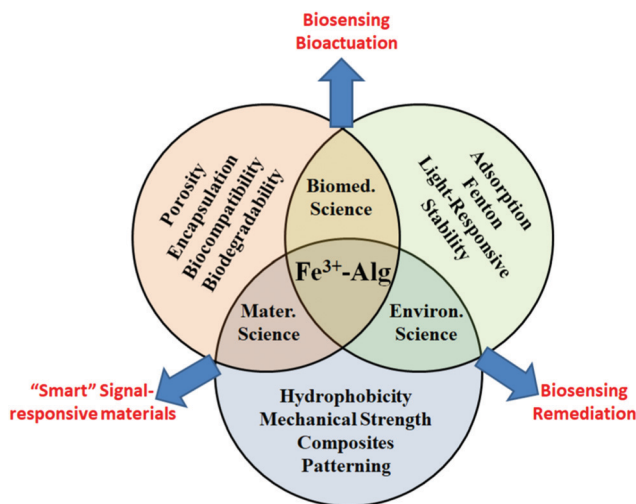 Biosensing
Bioactuation
Porosity
Encapsulation
Biocompatibility
Biodegradability
Biomed.
Science
Adsorption
Fenton
Light-Responsive
Stability
Fe³⁺-Alg
Mater.
Science
Environ.
Science
"Smart" Signal-
responsive materials
Hydrophobicity
Mechanical Strength
Composites
Patterning
Biosensing
Remediation